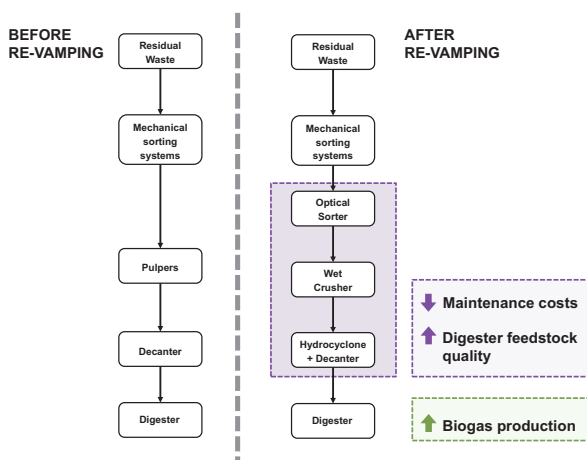 BEFORE
RE-VAMPING
Residual
Waste
Mechanical
sorting
systems
Pulpers
Decanter
Digester
AFTER
RE-VAMPING
Residual
Waste
Mechanical
sorting
systems
Optical
Sorter
Wet
Crusher
Hydrocyclone
+ Decanter
Digester
Maintenance costs
Digester feedstock
quality
Biogas production